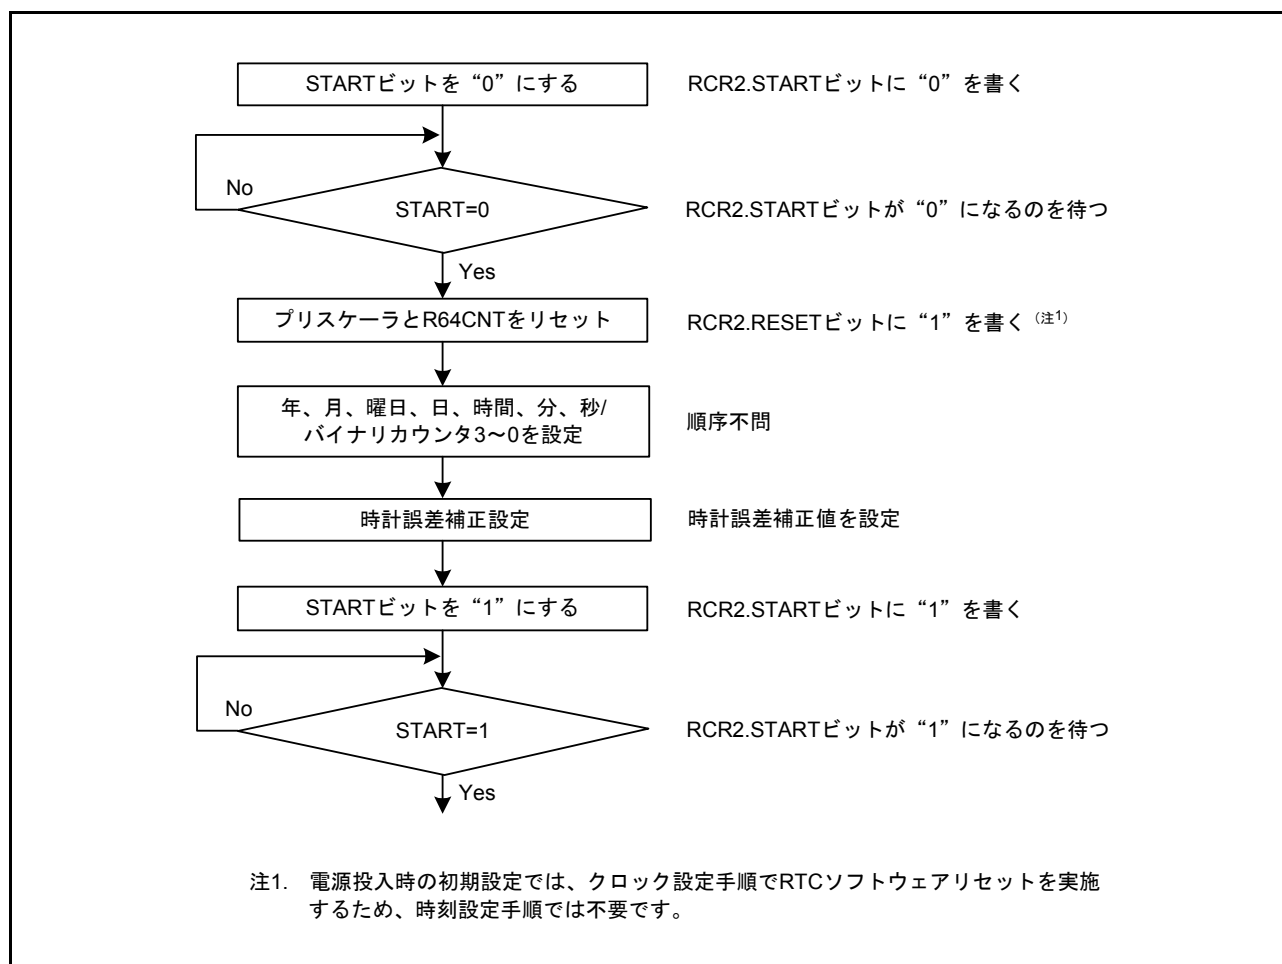 STARTビットを“0”にする
RCR2.STARTビットに“0”を書く
No
START=0
RCR2.STARTビットが“0”になるのを待つ
Yes
プリスケーラとR64CNTをリセット
RCR2.RESETビットに“1”を書く（注1）
年、月、曜日、日、時間、分、秒/
バイナリカウンタ3～0を設定
順序不問
時計誤差補正設定
時計誤差補正値を設定
STARTビットを“1”にする
RCR2.STARTビットに“1”を書く
No
START=1
RCR2.STARTビットが“1”になるのを待つ
Yes
注1. 電源投入時の初期設定では、クロック設定手順でRTCソフトウェアリセットを実施
するため、時刻設定手順では不要です。